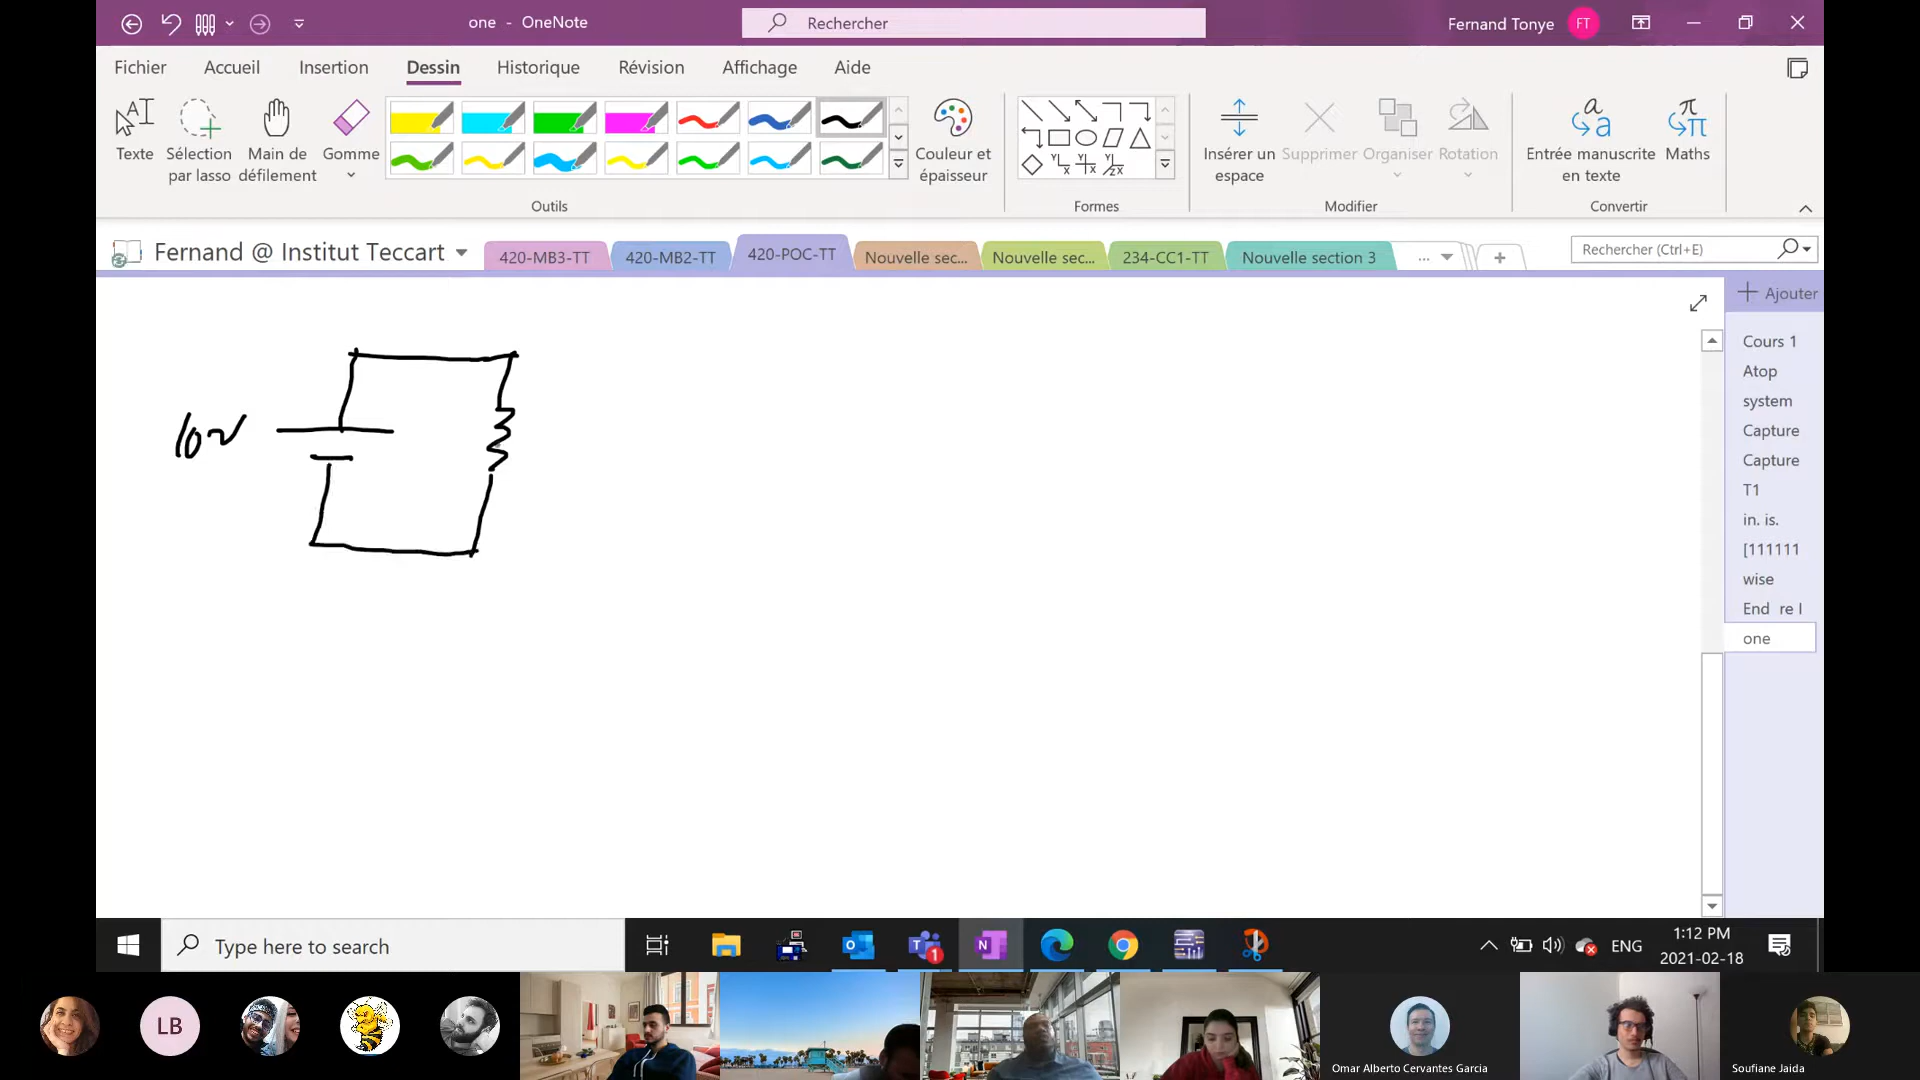 one - OneNote
Rechercher
Fernand Tonye
FT
Fichier
Accueil
Insertion
Dessin
Historique
Révision
Affichage
Aide
Texte
Sélection par lasso
Main de défilement
Gomme
Couleur et épaisseur
Insérer un espace
Supprimer
Organiser
Rotation
Entrée manuscrite en texte
Maths
Outils
Formes
Modifier
Convertir
Fernand @ Institut Teccart
420-MB3-TT
420-MB2-TT
420-POC-TT
Nouvelle sec...
Nouvelle sec...
234-CC1-TT
Nouvelle section 3
...
Rechercher (Ctrl+E)
Ajouter
Cours 1
Atop
system
Capture
Capture
T1
in. is.
[111111
wise
End re I
one
10v
Type here to search
1
ENG
1:12 PM
2021-02-18
LB
Omar Alberto Cervantes Garcia
Soufiane Jaida